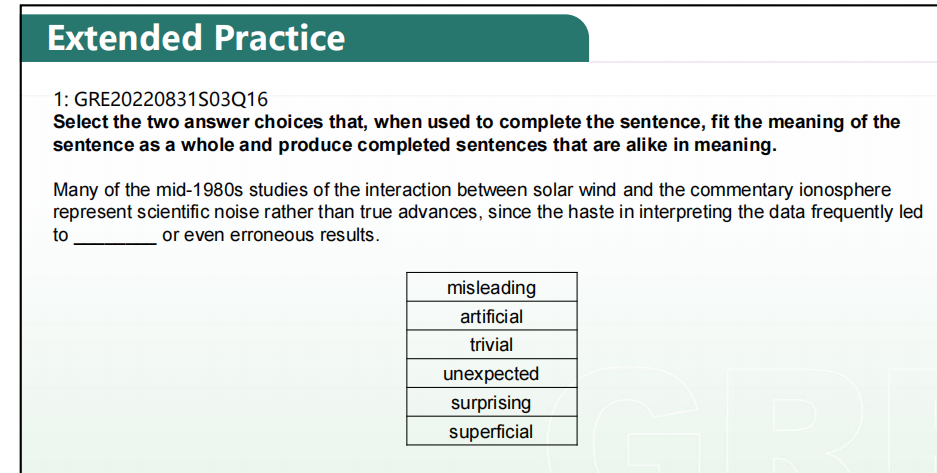 Extended Practice
1: GRE20220831S03Q16
Select the two answer choices that, when used to complete the sentence, fit the meaning of the
sentence as a whole and produce completed sentences that are alike in meaning.
Many of the mid-1980s studies of the interaction between solar wind and the commentary ionosphere
represent scientific noise rather than true advances, since the haste in interpreting the data frequently led
to ________ or even erroneous results.
misleading
artificial
trivial
unexpected
surprising
superficial